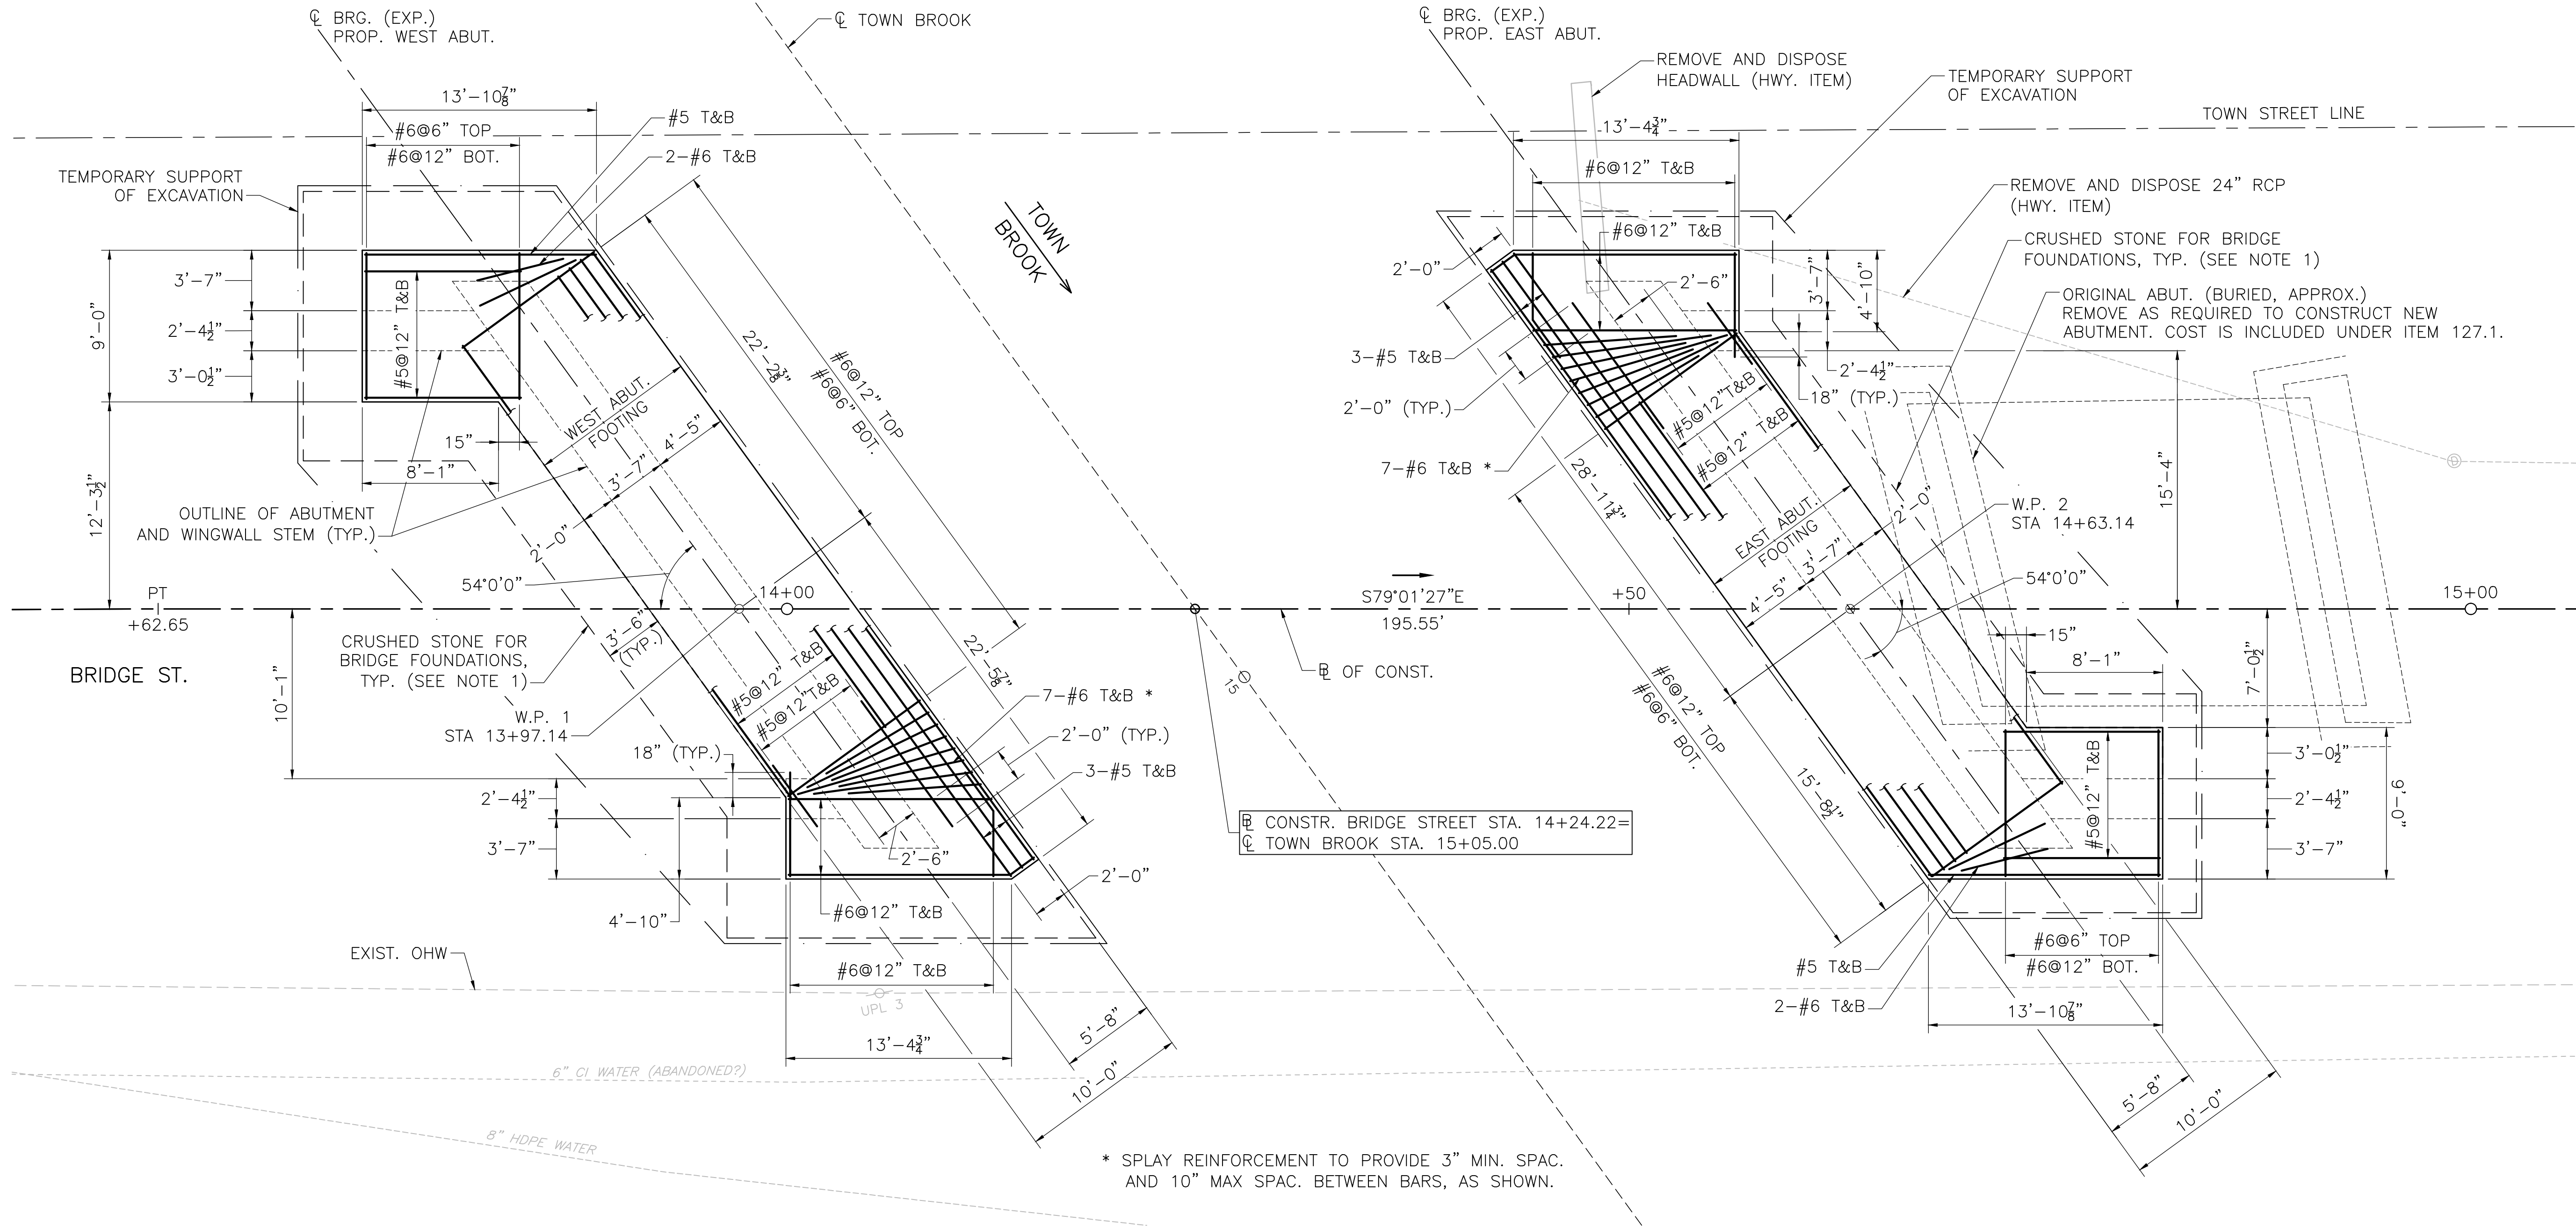 ℄ BRG. (EXP.)
PROP. WEST ABUT.
℄ TOWN BROOK
℄ BRG. (EXP.)
PROP. EAST ABUT.
REMOVE AND DISPOSE
HEADWALL (HWY. ITEM)
TEMPORARY SUPPORT
OF EXCAVATION
TOWN STREET LINE
13'-10⅞"
#6@6" TOP
#6@12" BOT.
#5 T&B
2-#6 T&B
TEMPORARY SUPPORT
OF EXCAVATION
13'-4¾"
#6@12" T&B
#6@12" T&B
REMOVE AND DISPOSE 24" RCP
(HWY. ITEM)
CRUSHED STONE FOR BRIDGE
FOUNDATIONS, TYP. (SEE NOTE 1)
ORIGINAL ABUT. (BURIED, APPROX.)
REMOVE AS REQUIRED TO CONSTRUCT NEW
ABUTMENT. COST IS INCLUDED UNDER ITEM 127.1.
TOWN
BROOK
3'-7"
2'-4½"
3'-0½"
9'-0"
12'-3½"
#5@12" T&B
15"
8'-1"
WEST ABUT.
FOOTING
4'-5"
3'-7"
2'-0"
22'-2⅜"
#6@12" TOP
#6@6" BOT.
OUTLINE OF ABUTMENT
AND WINGWALL STEM (TYP.)
54°0'0"
2'-0"
3-#5 T&B
2'-0" (TYP.)
7-#6 T&B *
2'-6"
3'-7"
4'-10"
2'-4½"
18" (TYP.)
15'-4"
#5@12"T&B
#5@12" T&B
28'-11¾"
EAST ABUT.
FOOTING
2'-0"
3'-7"
4'-5"
W.P. 2
STA 14+63.14
54°0'0"
PT
+62.65
14+00
S79°01'27"E
195.55'
+50
15+00
BRIDGE ST.
CRUSHED STONE FOR
BRIDGE FOUNDATIONS,
TYP. (SEE NOTE 1)
3'-6"
(TYP.)
10'-1"
W.P. 1
STA 13+97.14
18" (TYP.)
#5@12" T&B
#5@12"T&B
22'-5⅞"
7-#6 T&B *
2'-0" (TYP.)
3-#5 T&B
15
℄ OF CONST.
#6@12" TOP
#6@6" BOT.
15'-8½"
15"
8'-1"
7'-0½"
3'-0½"
2'-4½"
3'-7"
9'-0"
#5@12" T&B
2'-4½"
3'-7"
4'-10"
2'-6"
2'-0"
#6@12" T&B
#6@12" T&B
℄ CONSTR. BRIDGE STREET STA. 14+24.22=
℄ TOWN BROOK STA. 15+05.00
EXIST. OHW
UPL 3
13'-4¾"
5'-8"
10'-0"
#6@6" TOP
#6@12" BOT.
#5 T&B
2-#6 T&B
13'-10⅞"
5'-8"
10'-0"
6" CI WATER (ABANDONED?)
8" HDPE WATER
* SPLAY REINFORCEMENT TO PROVIDE 3" MIN. SPAC.
AND 10" MAX SPAC. BETWEEN BARS, AS SHOWN.